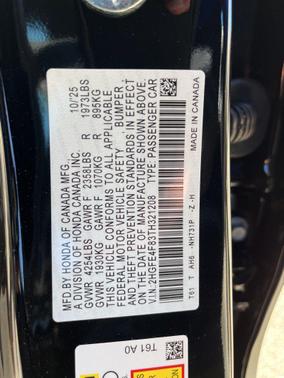 MFD. BY HONDA OF CANADA MFG. 10/25
A DIVISION OF HONDA CANADA INC.
GVWR 4254LBS GAWR F 2358LBS R 1973LBS
GVWR 1930KG GAWR F 1070KG R 895KG
THIS VEHICLE CONFORMS TO ALL APPLICABLE
FEDERAL MOTOR VEHICLE SAFETY, BUMPER,
AND THEFT PREVENTION STANDARDS IN EFFECT
ON THE DATE OF MANUFACTURE SHOWN ABOVE.
V.I.N.:2HGFE4F83TH321208 TYPE:PASSENGER CAR
MADE IN CANADA
T61 T AH6 -NH731P -Z -H
T61 A0